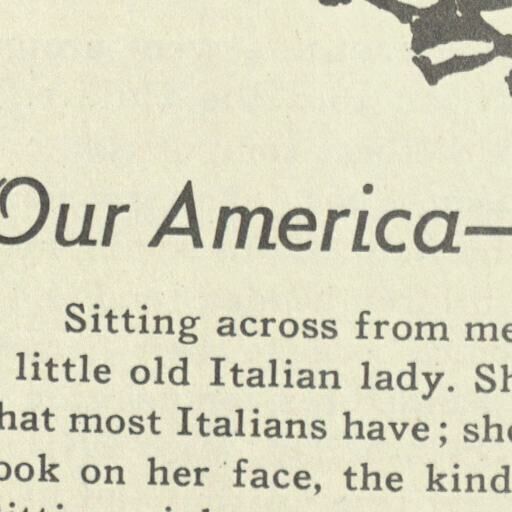 Our America—
Sitting across from me
little old Italian lady. Sh
hat most Italians have; she
ook on her face, the kind